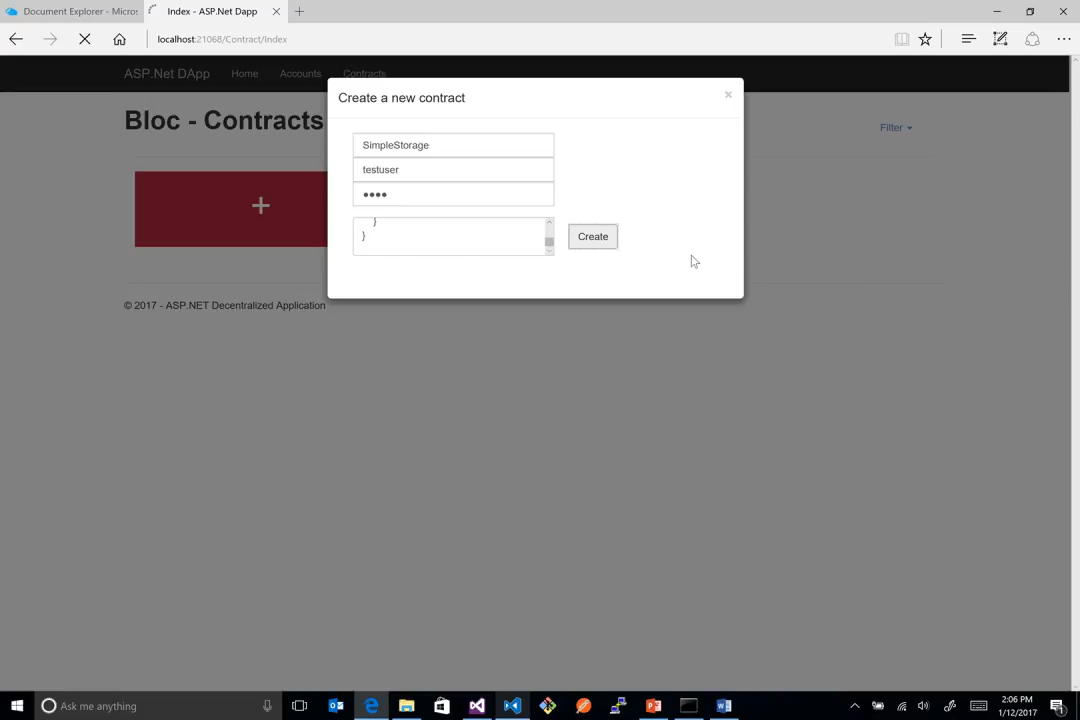 Document Explorer - Micros
Index - ASP.Net Dapp
localhost:21068/Contract/Index
ASP.Net DApp
Home
Accounts
Contracts
Create a new contract
×
Bloc - Contracts
Filter
SimpleStorage
testuser
••••
+
}
}
Create
© 2017 - ASP.NET Decentralized Application
Ask me anything
2:06 PM
1/12/2017
1